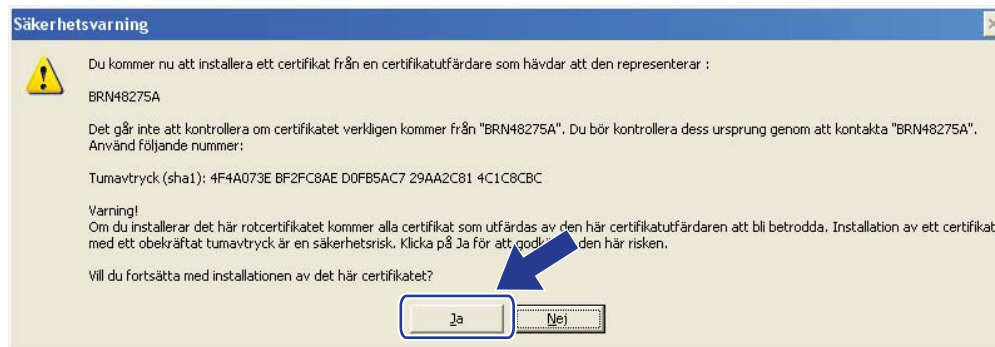 Säkerhetsvarning
Du kommer nu att installera ett certifikat från en certifikatutfärdare som hävdar att den representerar :
BRN48275A
Det går inte att kontrollera om certifikatet verkligen kommer från "BRN48275A". Du bör kontrollera dess ursprung genom att kontakta "BRN48275A".
Använd följande nummer:
Tumavtryck (sha1): 4F4A073E BF2FC8AE D0FB5AC7 29AA2C81 4C1C8CBC
Varning!
Om du installerar det här rotcertifikatet kommer alla certifikat som utfärdas av den här certifikatutfärdaren att bli betrodda. Installation av ett certifikat
med ett obekräftat tumavtryck är en säkerhetsrisk. Klicka på Ja för att den här risken.
Vill du fortsätta med installationen av det här certifikatet?
Ja
Nej